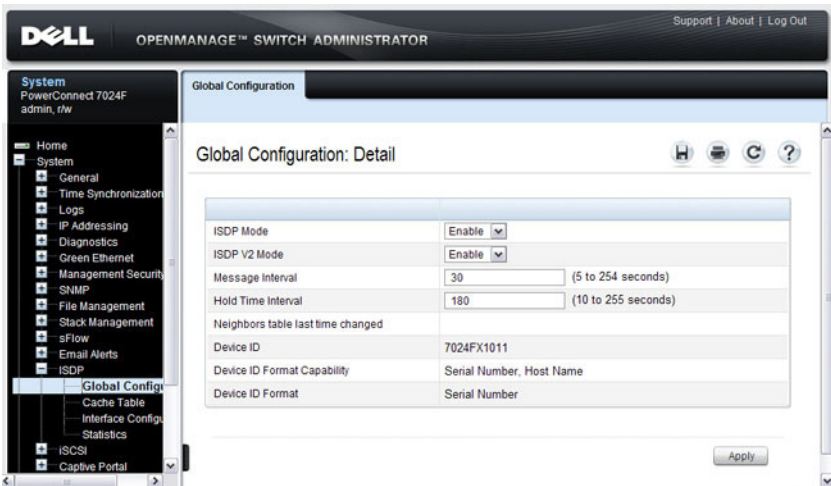 Support | About | Log Out
DELL
OPENMANAGE™ SWITCH ADMINISTRATOR
System
PowerConnect 7024F
admin, r/w
Global Configuration
Home
System
General
Time Synchronization
Logs
IP Addressing
Diagnostics
Green Ethernet
Management Security
SNMP
File Management
Stack Management
sFlow
Email Alerts
ISDP
Global Configu
Cache Table
Interface Configu
Statistics
iSCSI
Captive Portal
Global Configuration: Detail
ISDP Mode Enable
ISDP V2 Mode Enable
Message Interval 30 (5 to 254 seconds)
Hold Time Interval 180 (10 to 255 seconds)
Neighbors table last time changed
Device ID 7024FX1011
Device ID Format Capability Serial Number, Host Name
Device ID Format Serial Number
Apply